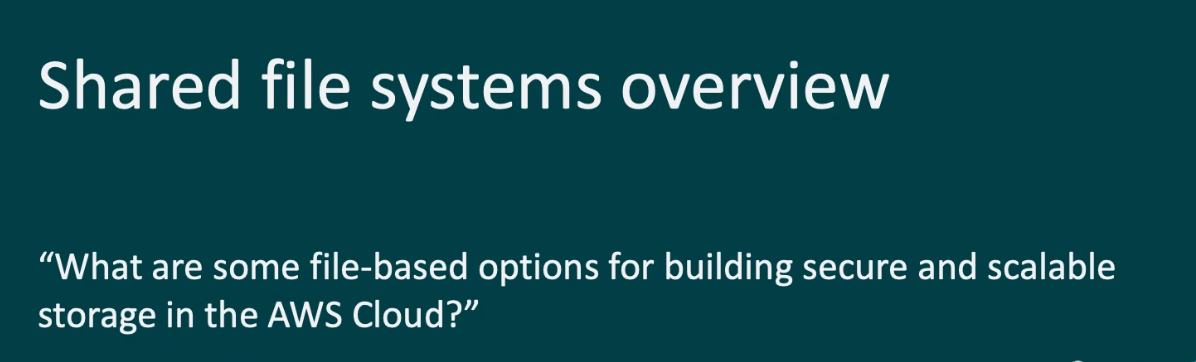 Shared file systems overview
“What are some file-based options for building secure and scalable
storage in the AWS Cloud?”